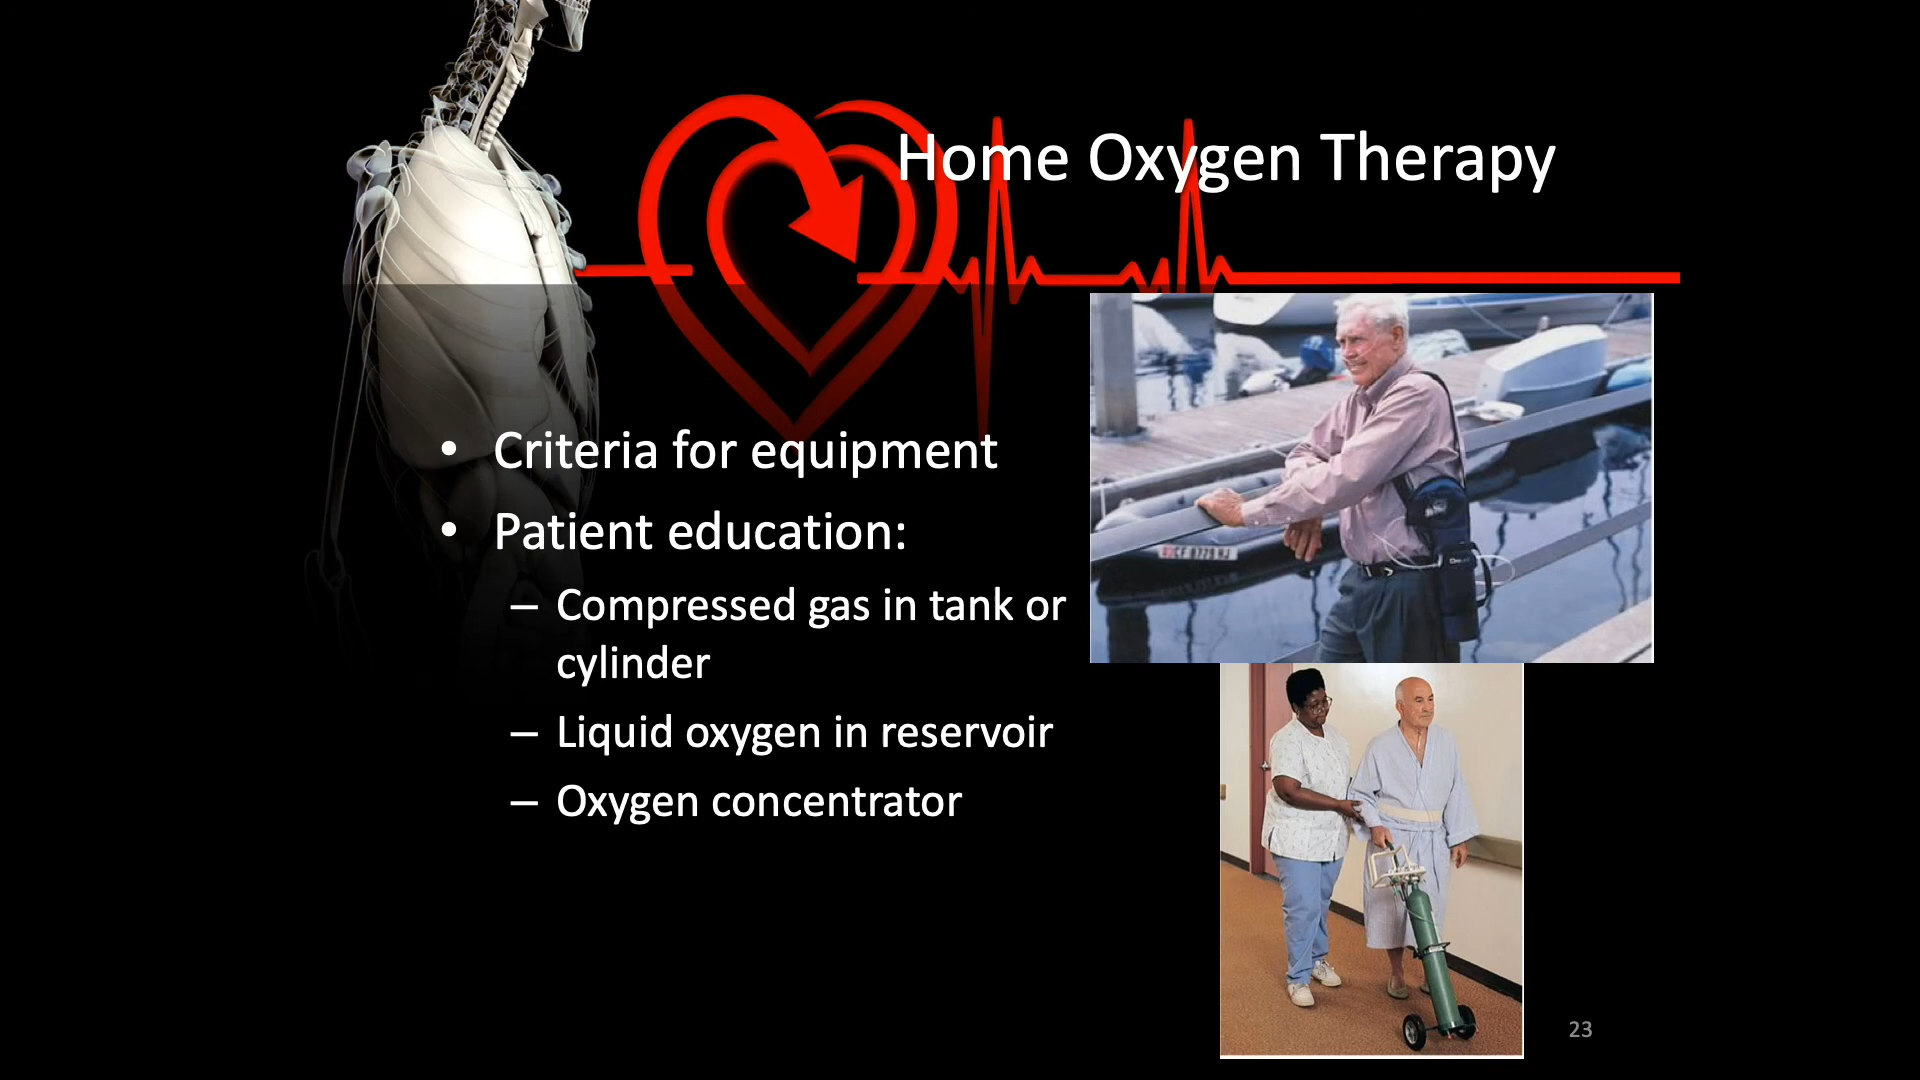 Home Oxygen Therapy
• Criteria for equipment
• Patient education:
– Compressed gas in tank or
cylinder
– Liquid oxygen in reservoir
– Oxygen concentrator
23